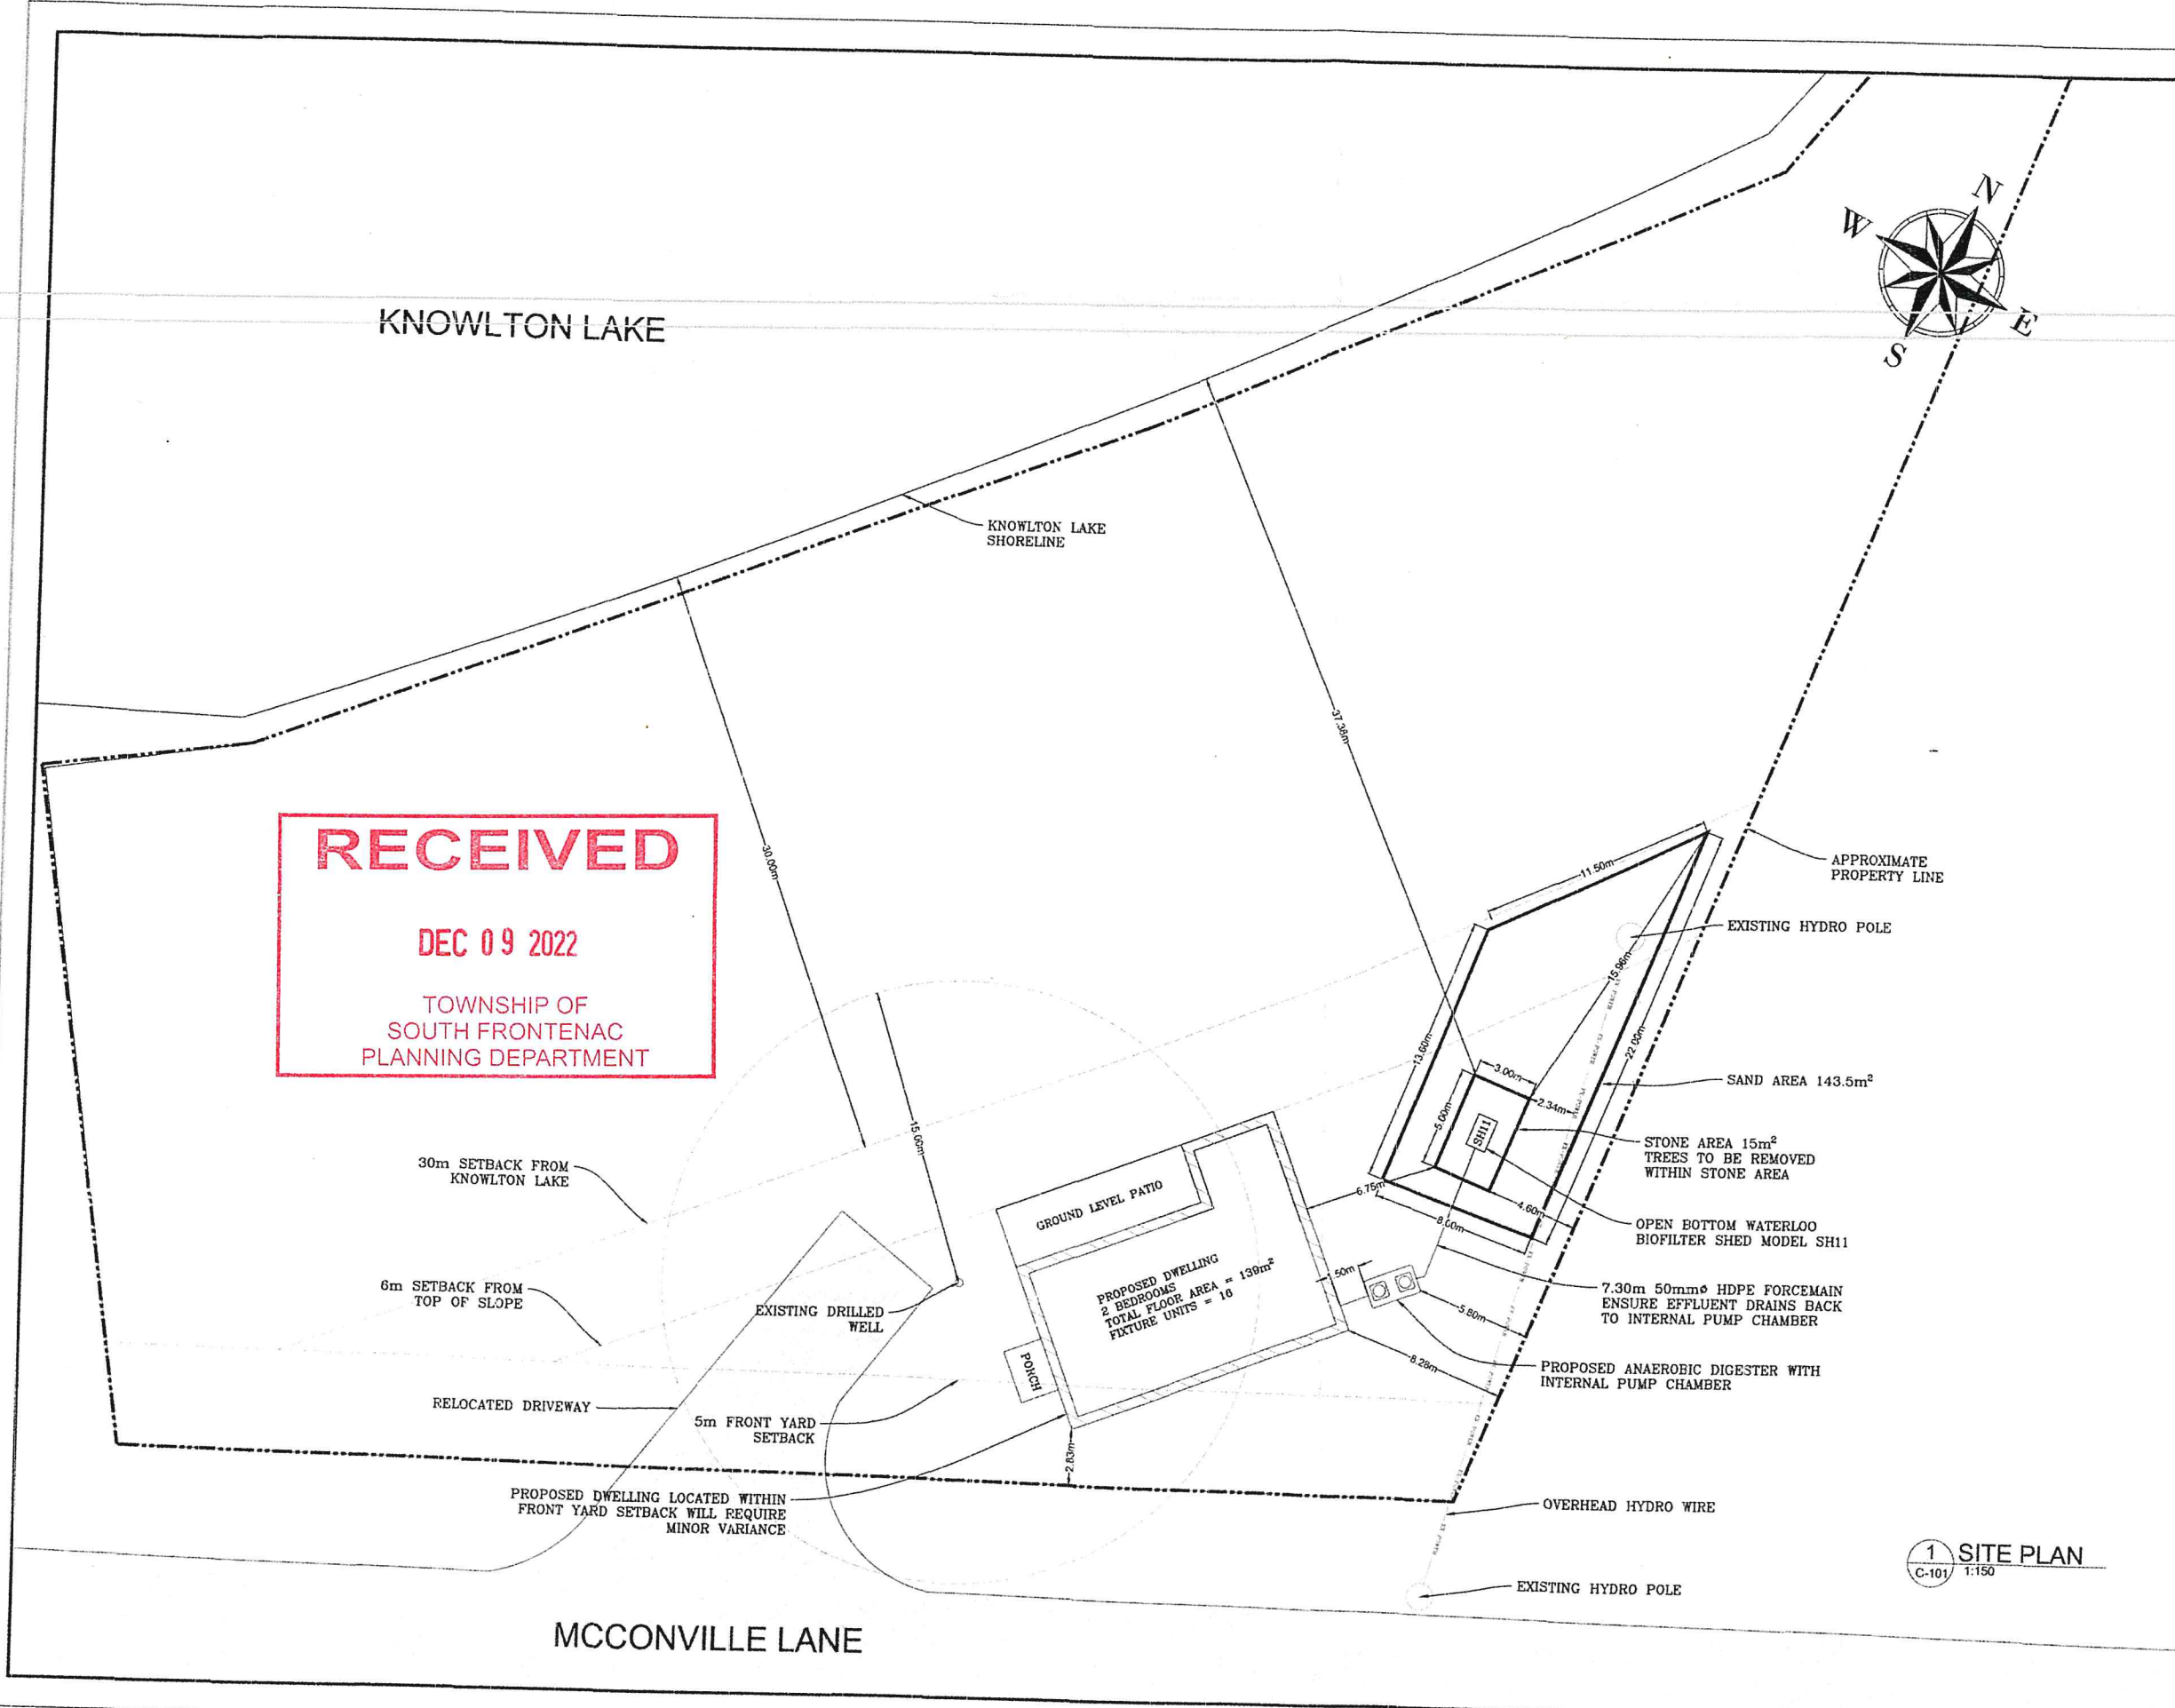 N
W
E
S
KNOWLTON LAKE
KNOWLTON LAKE
SHORELINE
37.38m
30.00m
RECEIVED
DEC 09 2022
TOWNSHIP OF
SOUTH FRONTENAC
PLANNING DEPARTMENT
11.50m
APPROXIMATE
PROPERTY LINE
EXISTING HYDRO POLE
15.96m
13.60m
22.00m
3.00m
5.00m
2.34m
SH11
SAND AREA 143.5m²
STONE AREA 15m²
TREES TO BE REMOVED
WITHIN STONE AREA
15.00m
30m SETBACK FROM
KNOWLTON LAKE
GROUND LEVEL PATIO
6.75m
4.60m
8.00m
OPEN BOTTOM WATERLOO
BIOFILTER SHED MODEL SH11
6m SETBACK FROM
TOP OF SLOPE
EXISTING DRILLED
WELL
PROPOSED DWELLING
2 BEDROOMS
TOTAL FLOOR AREA = 139m²
FIXTURE UNITS = 16
50m
5.80m
7.30m 50mmø HDPE FORCEMAIN
ENSURE EFFLUENT DRAINS BACK
TO INTERNAL PUMP CHAMBER
PORCH
8.28m
PROPOSED ANAEROBIC DIGESTER WITH
INTERNAL PUMP CHAMBER
RELOCATED DRIVEWAY
5m FRONT YARD
SETBACK
2.83m
PROPOSED DWELLING LOCATED WITHIN
FRONT YARD SETBACK WILL REQUIRE
MINOR VARIANCE
OVERHEAD HYDRO WIRE
EXISTING HYDRO POLE
1
C-101
SITE PLAN
1:150
MCCONVILLE LANE